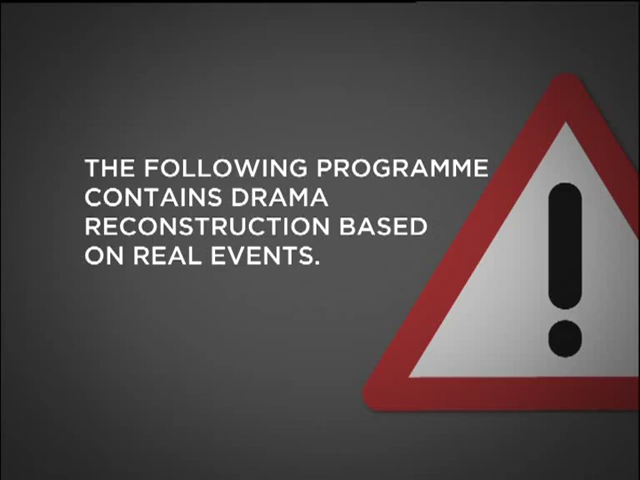 THE FOLLOWING PROGRAMME
CONTAINS DRAMA
RECONSTRUCTION BASED
ON REAL EVENTS.